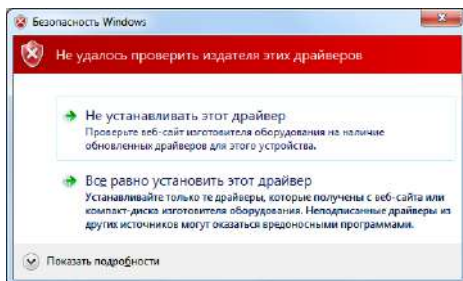 Безопасность Windows
Не удалось проверить издателя этих драйверов
Не устанавливать этот драйвер
Проверьте веб-сайт изготовителя оборудования на наличие
обновленных драйверов для этого устройства.
Все равно установить этот драйвер
Устанавливайте только те драйверы, которые получены с веб-сайта или
компакт-диска изготовителя оборудования. Неподписанные драйверы из
других источников могут оказаться вредоносными программами.
Показать подробности